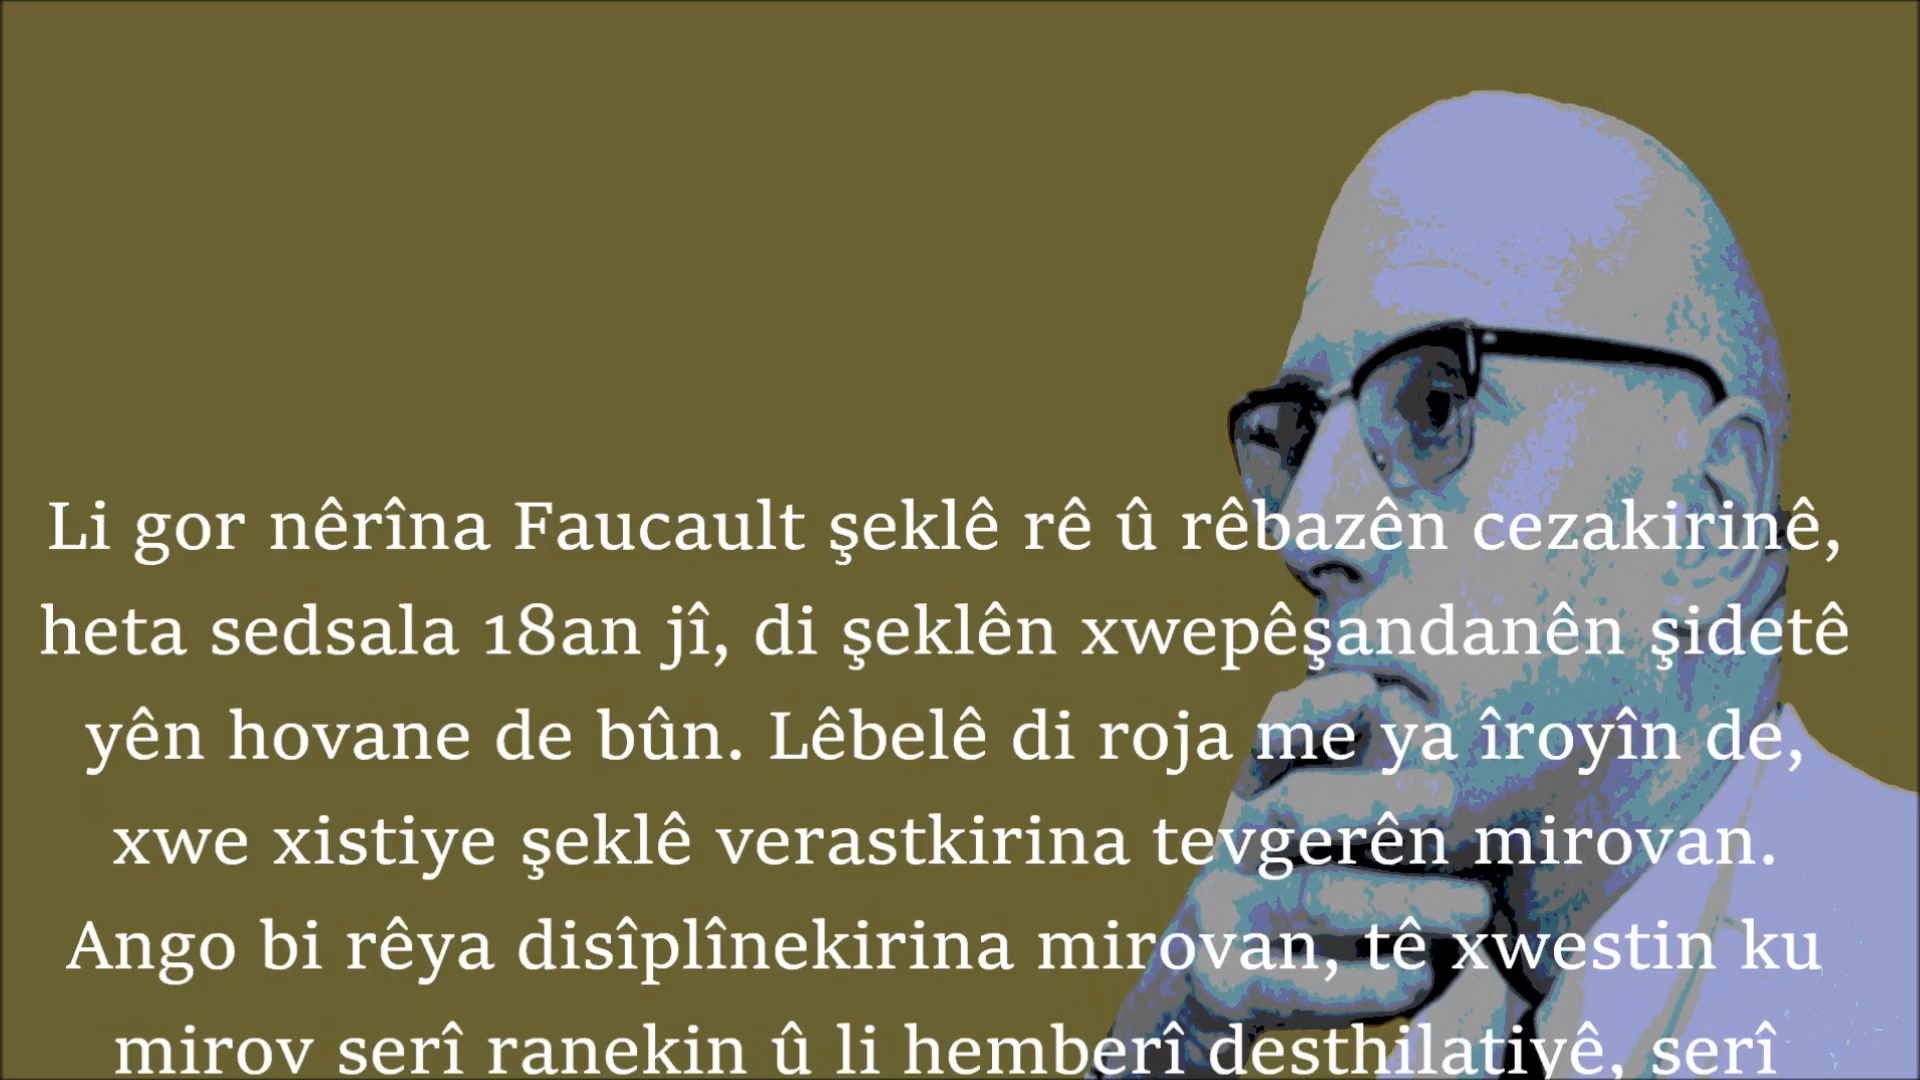 Li gor nêrîna Faucault şeklê rê û rêbazên cezakirinê,
heta sedsala 18an jî, di şeklên xwepêşandanên şidetê
yên hovane de bûn. Lêbelê di roja me ya îroyîn de,
xwe xistiye şeklê verastkirina tevgerên mirovan.
Ango bi rêya disîplînekirina mirovan, tê xwestin ku
mirov serî ranekin û li hemberî desthilatiyê, serî